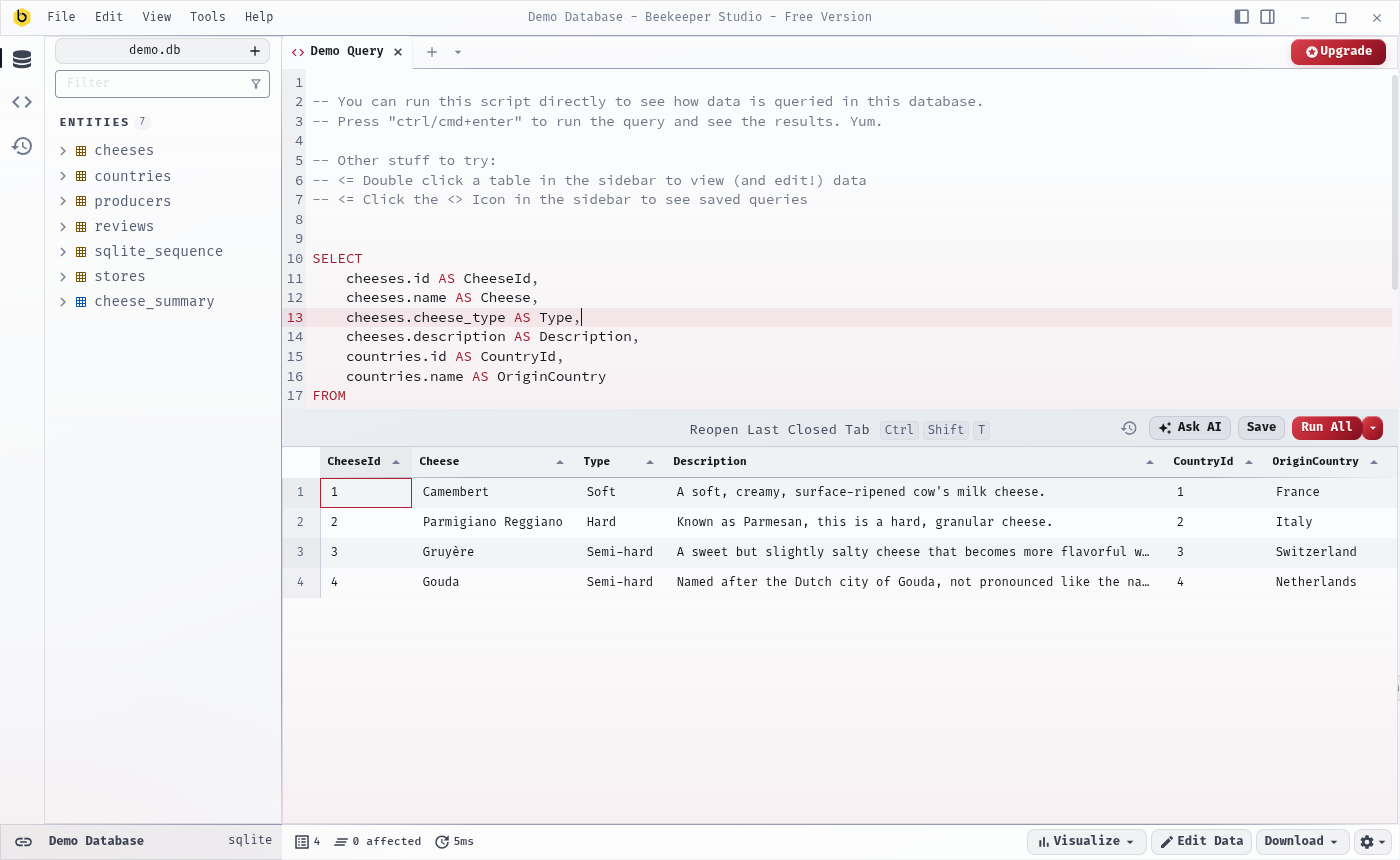 File Edit View Tools Help
Demo Database - Beekeeper Studio - Free Version
demo.db
Filter
ENTITIES 7
cheeses
countries
producers
reviews
sqlite_sequence
stores
cheese_summary
Demo Query
Upgrade
1
2 -- You can run this script directly to see how data is queried in this database.
3 -- Press "ctrl/cmd+enter" to run the query and see the results. Yum.
4
5 -- Other stuff to try:
6 -- <= Double click a table in the sidebar to view (and edit!) data
7 -- <= Click the <> Icon in the sidebar to see saved queries
8
9
10 SELECT
11 cheeses.id AS CheeseId,
12 cheeses.name AS Cheese,
13 cheeses.cheese_type AS Type,
14 cheeses.description AS Description,
15 countries.id AS CountryId,
16 countries.name AS OriginCountry
17 FROM
Reopen Last Closed Tab Ctrl Shift T
Ask AI Save Run All
CheeseId Cheese Type Description CountryId OriginCountry
1 1 Camembert Soft A soft, creamy, surface-ripened cow's milk cheese. 1 France
2 2 Parmigiano Reggiano Hard Known as Parmesan, this is a hard, granular cheese. 2 Italy
3 3 Gruyère Semi-hard A sweet but slightly salty cheese that becomes more flavorful w… 3 Switzerland
4 4 Gouda Semi-hard Named after the Dutch city of Gouda, not pronounced like the na… 4 Netherlands
Demo Database sqlite
4 0 affected 5ms
Visualize Edit Data Download